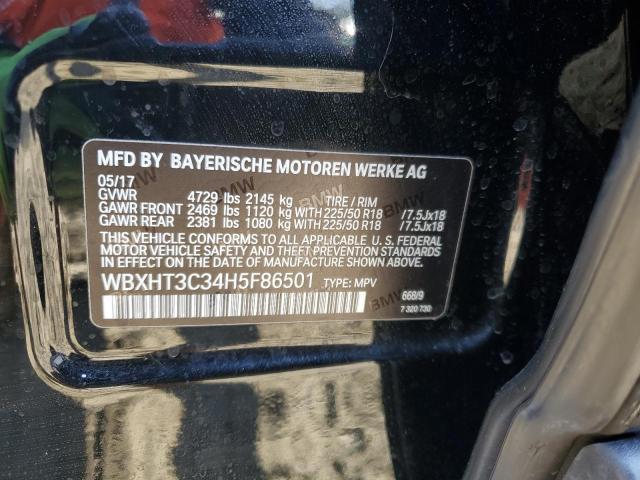 MFD BY BAYERISCHE MOTOREN WERKE AG
05/17
GVWR 4729 lbs 2145 kg TIRE / RIM
GAWR FRONT 2469 lbs 1120 kg WITH 225/50 R18 /7.5Jx18
GAWR REAR 2381 lbs 1080 kg WITH 225/50 R18 /7.5Jx18
THIS VEHICLE CONFORMS TO ALL APPLICABLE U. S. FEDERAL
MOTOR VEHICLE SAFETY AND THEFT PREVENTION STANDARDS
IN EFFECT ON THE DATE OF MANUFACTURE SHOWN ABOVE.
WBXHT3C34H5F86501 TYPE: MPV
668/9
7 320 730